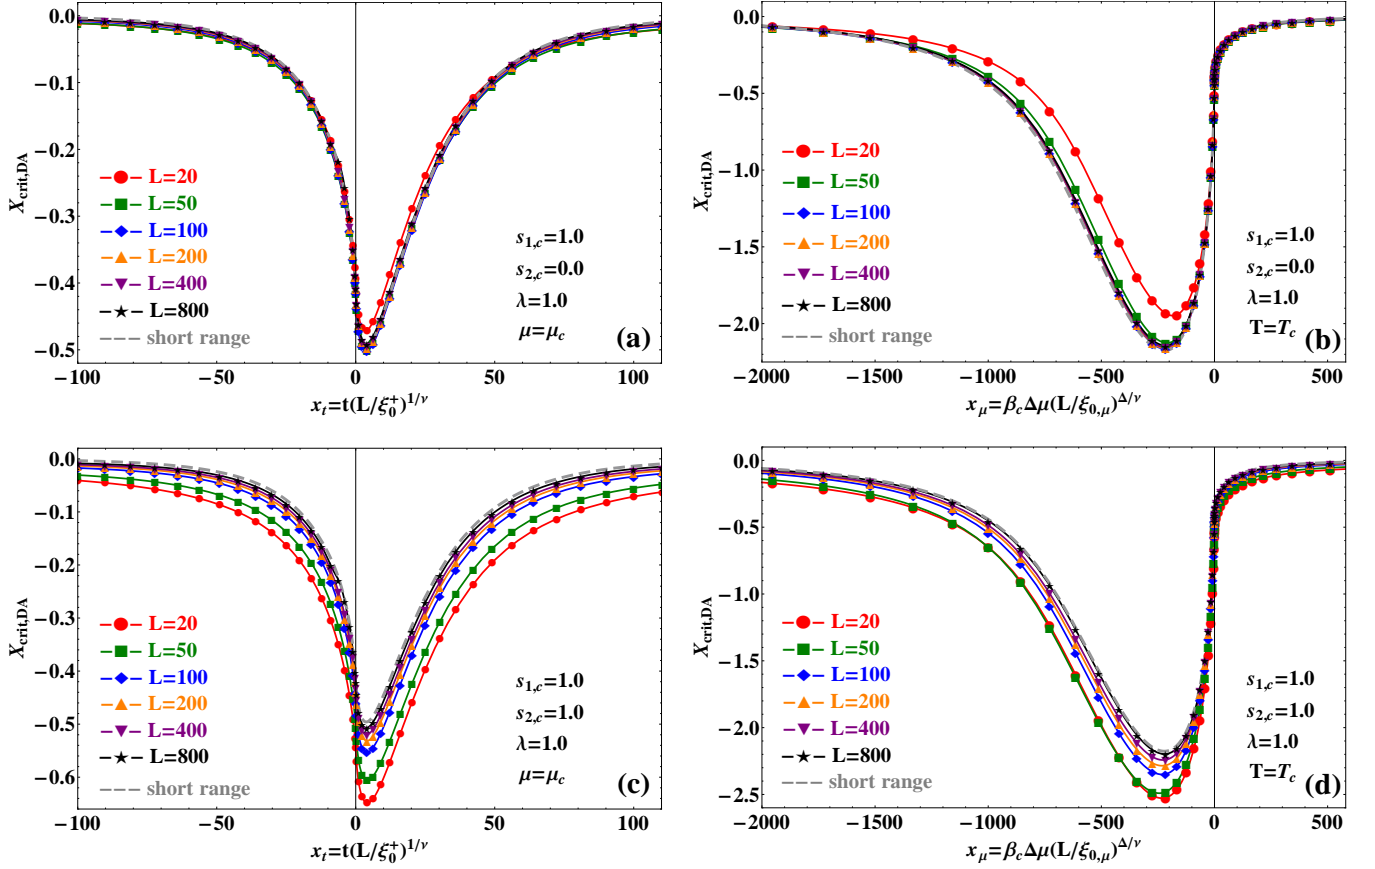 0.0
−0.1
−0.2
−0.3
−0.4
−0.5
X_crit,DA
L=20
L=50
L=100
L=200
L=400
L=800
short range
s_1,c=1.0
s_2,c=0.0
λ=1.0
μ=μ_c
(a)
−100 −50 0 50 100
x_t=t(L/ξ_0^+)^1/ν
0.0
−0.5
−1.0
−1.5
−2.0
X_crit,DA
L=20
L=50
L=100
L=200
L=400
L=800
short range
s_1,c=1.0
s_2,c=0.0
λ=1.0
T=T_c
(b)
−2000 −1500 −1000 −500 0 500
x_μ=β_cΔμ(L/ξ_0,μ)^Δ/ν
0.0
−0.1
−0.2
−0.3
−0.4
−0.5
−0.6
X_crit,DA
L=20
L=50
L=100
L=200
L=400
L=800
short range
s_1,c=1.0
s_2,c=1.0
λ=1.0
μ=μ_c
(c)
−100 −50 0 50 100
x_t=t(L/ξ_0^+)^1/ν
0.0
−0.5
−1.0
−1.5
−2.0
−2.5
X_crit,DA
L=20
L=50
L=100
L=200
L=400
L=800
short range
s_1,c=1.0
s_2,c=1.0
λ=1.0
T=T_c
(d)
−2000 −1500 −1000 −500 0 500
x_μ=β_cΔμ(L/ξ_0,μ)^Δ/ν